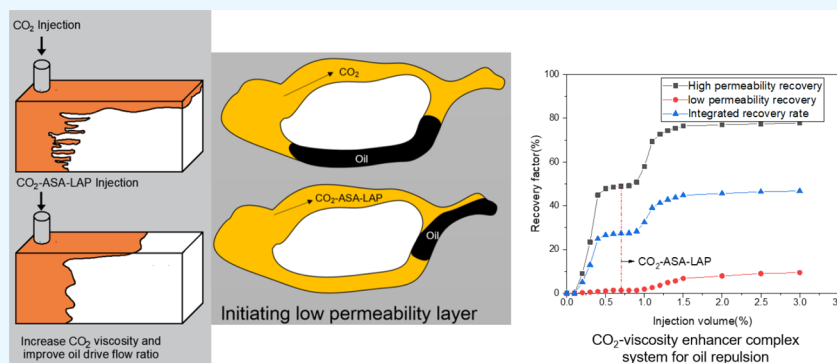 CO₂ Injection
CO₂-ASA-LAP Injection
Increase CO₂ viscosity and
improve oil drive flow ratio
CO₂
Oil
CO₂-ASA-LAP
Oil
Initiating low permeability layer
High permeability recovery
low permeability recovery
Integrated recovery rate
Recovery factor(%)
100
80
60
40
20
0
CO₂-ASA-LAP
0.0 0.5 1.0 1.5 2.0 2.5 3.0
Injection volume(%)
CO₂-viscosity enhancer complex
system for oil repulsion